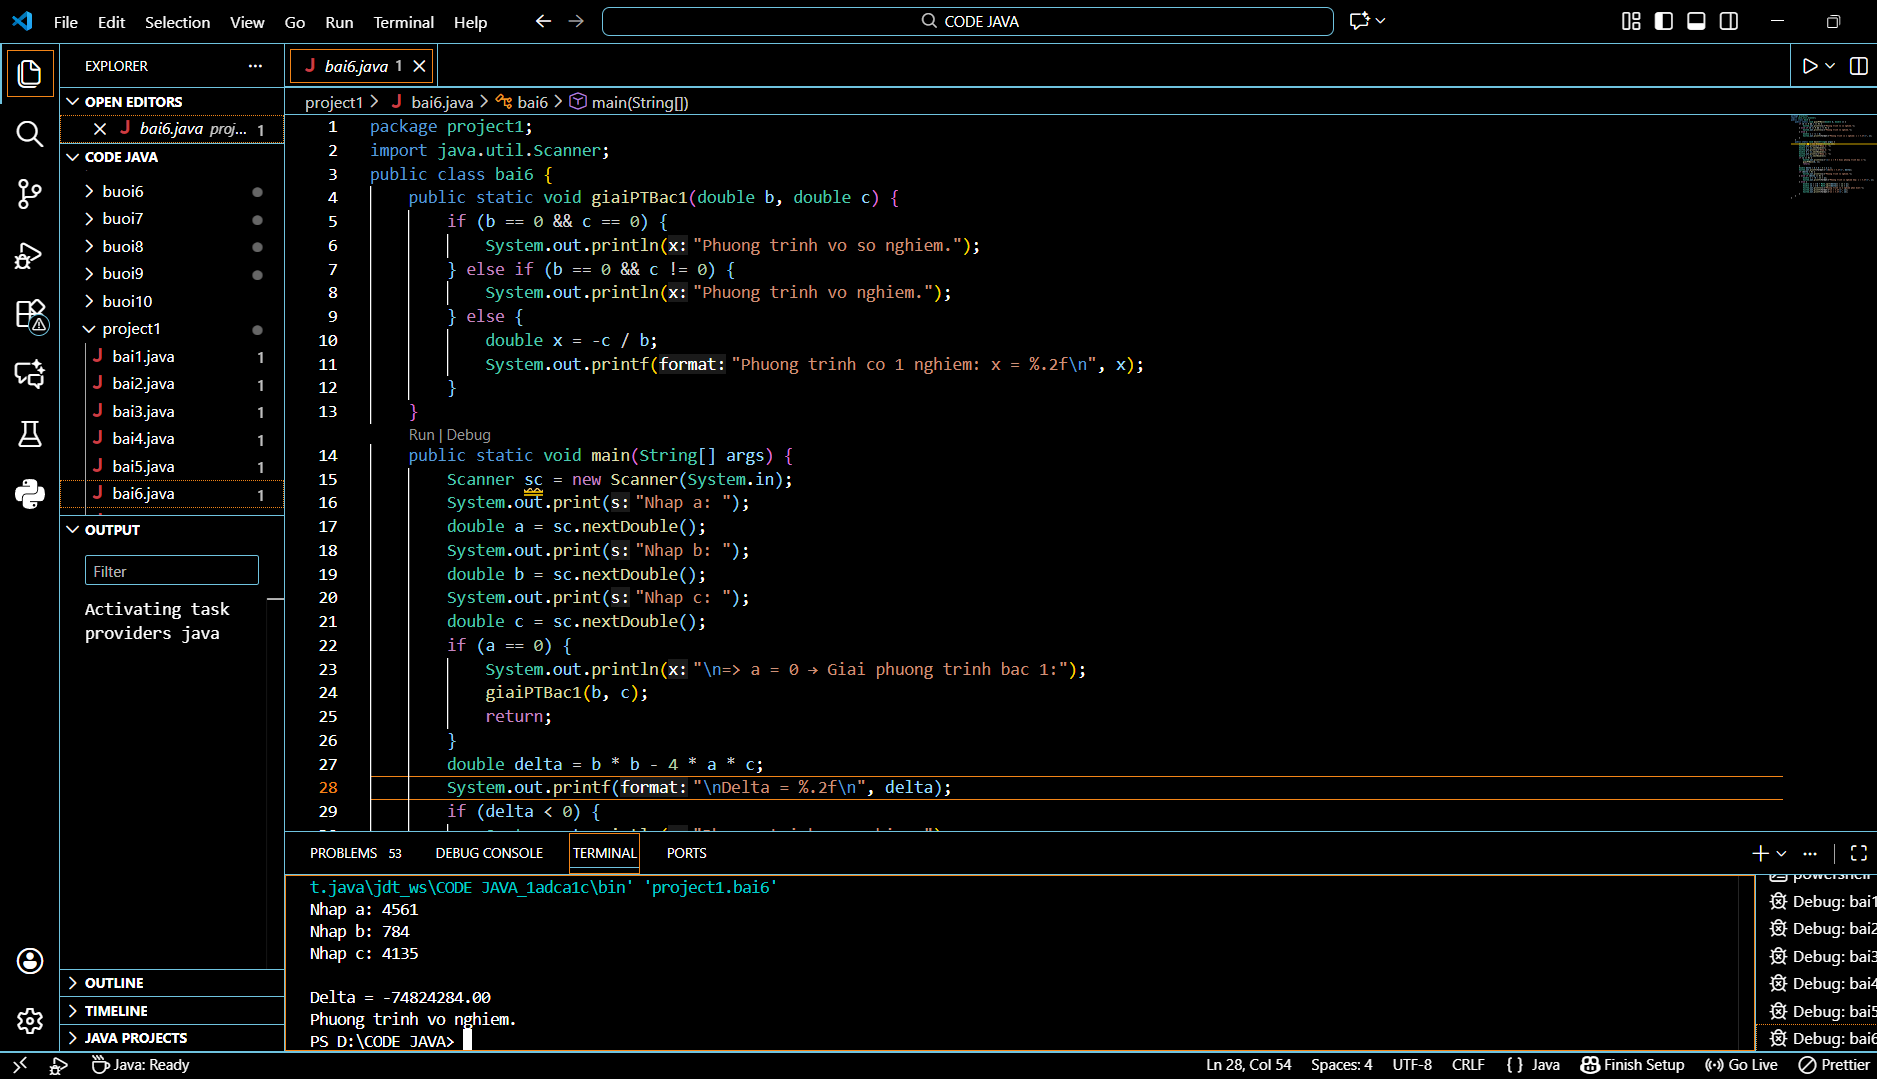 File Edit Selection View Go Run Terminal Help
CODE JAVA
EXPLORER
OPEN EDITORS
bai6.java proj... 1
CODE JAVA
buoi6
buoi7
buoi8
buoi9
buoi10
project1
bai1.java 1
bai2.java 1
bai3.java 1
bai4.java 1
bai5.java 1
bai6.java 1
OUTPUT
Filter
Activating task
providers java
OUTLINE
TIMELINE
JAVA PROJECTS
bai6.java 1
project1 > bai6.java > bai6 > main(String[])
1 package project1;
2 import java.util.Scanner;
3 public class bai6 {
4 public static void giaiPTBac1(double b, double c) {
5 if (b == 0 && c == 0) {
6 System.out.println(x: "Phuong trinh vo so nghiem.");
7 } else if (b == 0 && c != 0) {
8 System.out.println(x: "Phuong trinh vo nghiem.");
9 } else {
10 double x = -c / b;
11 System.out.printf(format: "Phuong trinh co 1 nghiem: x = %.2f\n", x);
12 }
13 }
Run | Debug
14 public static void main(String[] args) {
15 Scanner sc = new Scanner(System.in);
16 System.out.print(s: "Nhap a: ");
17 double a = sc.nextDouble();
18 System.out.print(s: "Nhap b: ");
19 double b = sc.nextDouble();
20 System.out.print(s: "Nhap c: ");
21 double c = sc.nextDouble();
22 if (a == 0) {
23 System.out.println(x: "\n=> a = 0 → Giai phuong trinh bac 1:");
24 giaiPTBac1(b, c);
25 return;
26 }
27 double delta = b * b - 4 * a * c;
28 System.out.printf(format: "\nDelta = %.2f\n", delta);
29 if (delta < 0) {
PROBLEMS 53 DEBUG CONSOLE TERMINAL PORTS
t.java\jdt_ws\CODE JAVA_1adca1c\bin' 'project1.bai6'
Nhap a: 4561
Nhap b: 784
Nhap c: 4135
Delta = -74824284.00
Phuong trinh vo nghiem.
PS D:\CODE JAVA>
powershell
Debug: bai1
Debug: bai2
Debug: bai3
Debug: bai4
Debug: bai5
Debug: bai6
Java: Ready
Ln 28, Col 54 Spaces: 4 UTF-8 CRLF {} Java Finish Setup Go Live Prettier